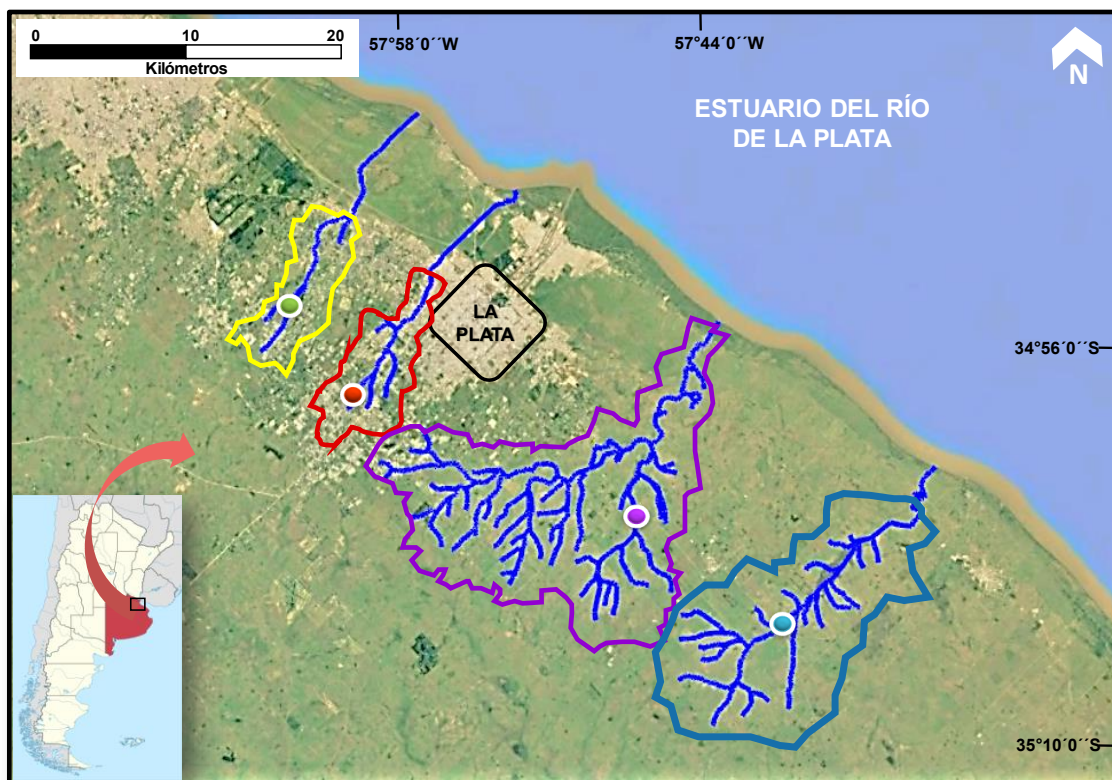 0 10 20
Kilómetros
57°58´0´´W
57°44´0´´W
N
ESTUARIO DEL RÍO
DE LA PLATA
LA
PLATA
34°56´0´´S
35°10´0´´S